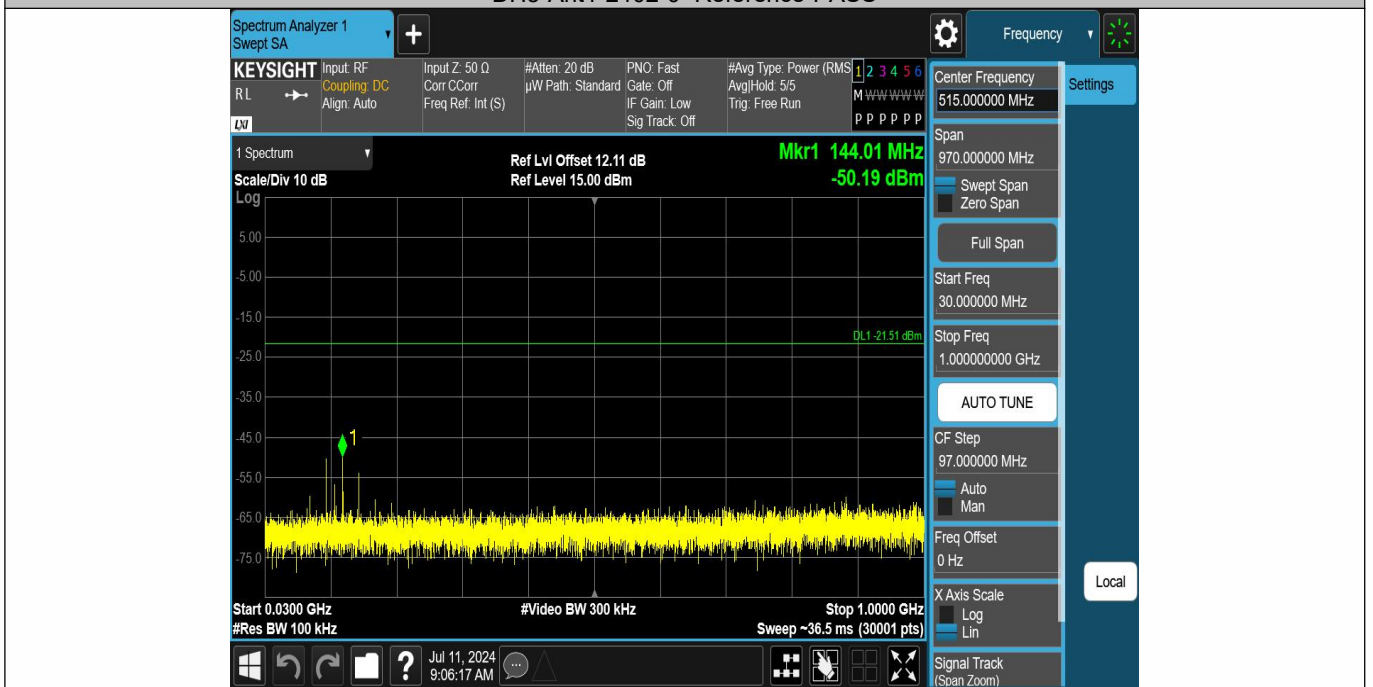 Spectrum Analyzer 1
Swept SA
Frequency
KEYSIGHT
RL
LXI
Input: RF
Coupling: DC
Align: Auto
Input Z: 50 Ω
Corr CCorr
Freq Ref: Int (S)
#Atten: 20 dB
µW Path: Standard
PNO: Fast
Gate: Off
IF Gain: Low
Sig Track: Off
#Avg Type: Power (RMS
Avg|Hold: 5/5
Trig: Free Run
1 2 3 4 5 6
M W W W W W
P P P P P P
1 Spectrum
Scale/Div 10 dB
Log
Ref Lvl Offset 12.11 dB
Ref Level 15.00 dBm
Mkr1 144.01 MHz
-50.19 dBm
5.00
-5.00
-15.0
DL1 -21.51 dBm
-25.0
-35.0
-45.0
1
-55.0
-65.0
-75.0
Start 0.0300 GHz
#Res BW 100 kHz
#Video BW 300 kHz
Stop 1.0000 GHz
Sweep ~36.5 ms (30001 pts)
?
Jul 11, 2024
9:06:17 AM
Center Frequency
515.000000 MHz
Settings
Span
970.000000 MHz
Swept Span
Zero Span
Full Span
Start Freq
30.000000 MHz
Stop Freq
1.000000000 GHz
AUTO TUNE
CF Step
97.000000 MHz
Auto
Man
Freq Offset
0 Hz
X Axis Scale
Log
Lin
Local
Signal Track
(Span Zoom)